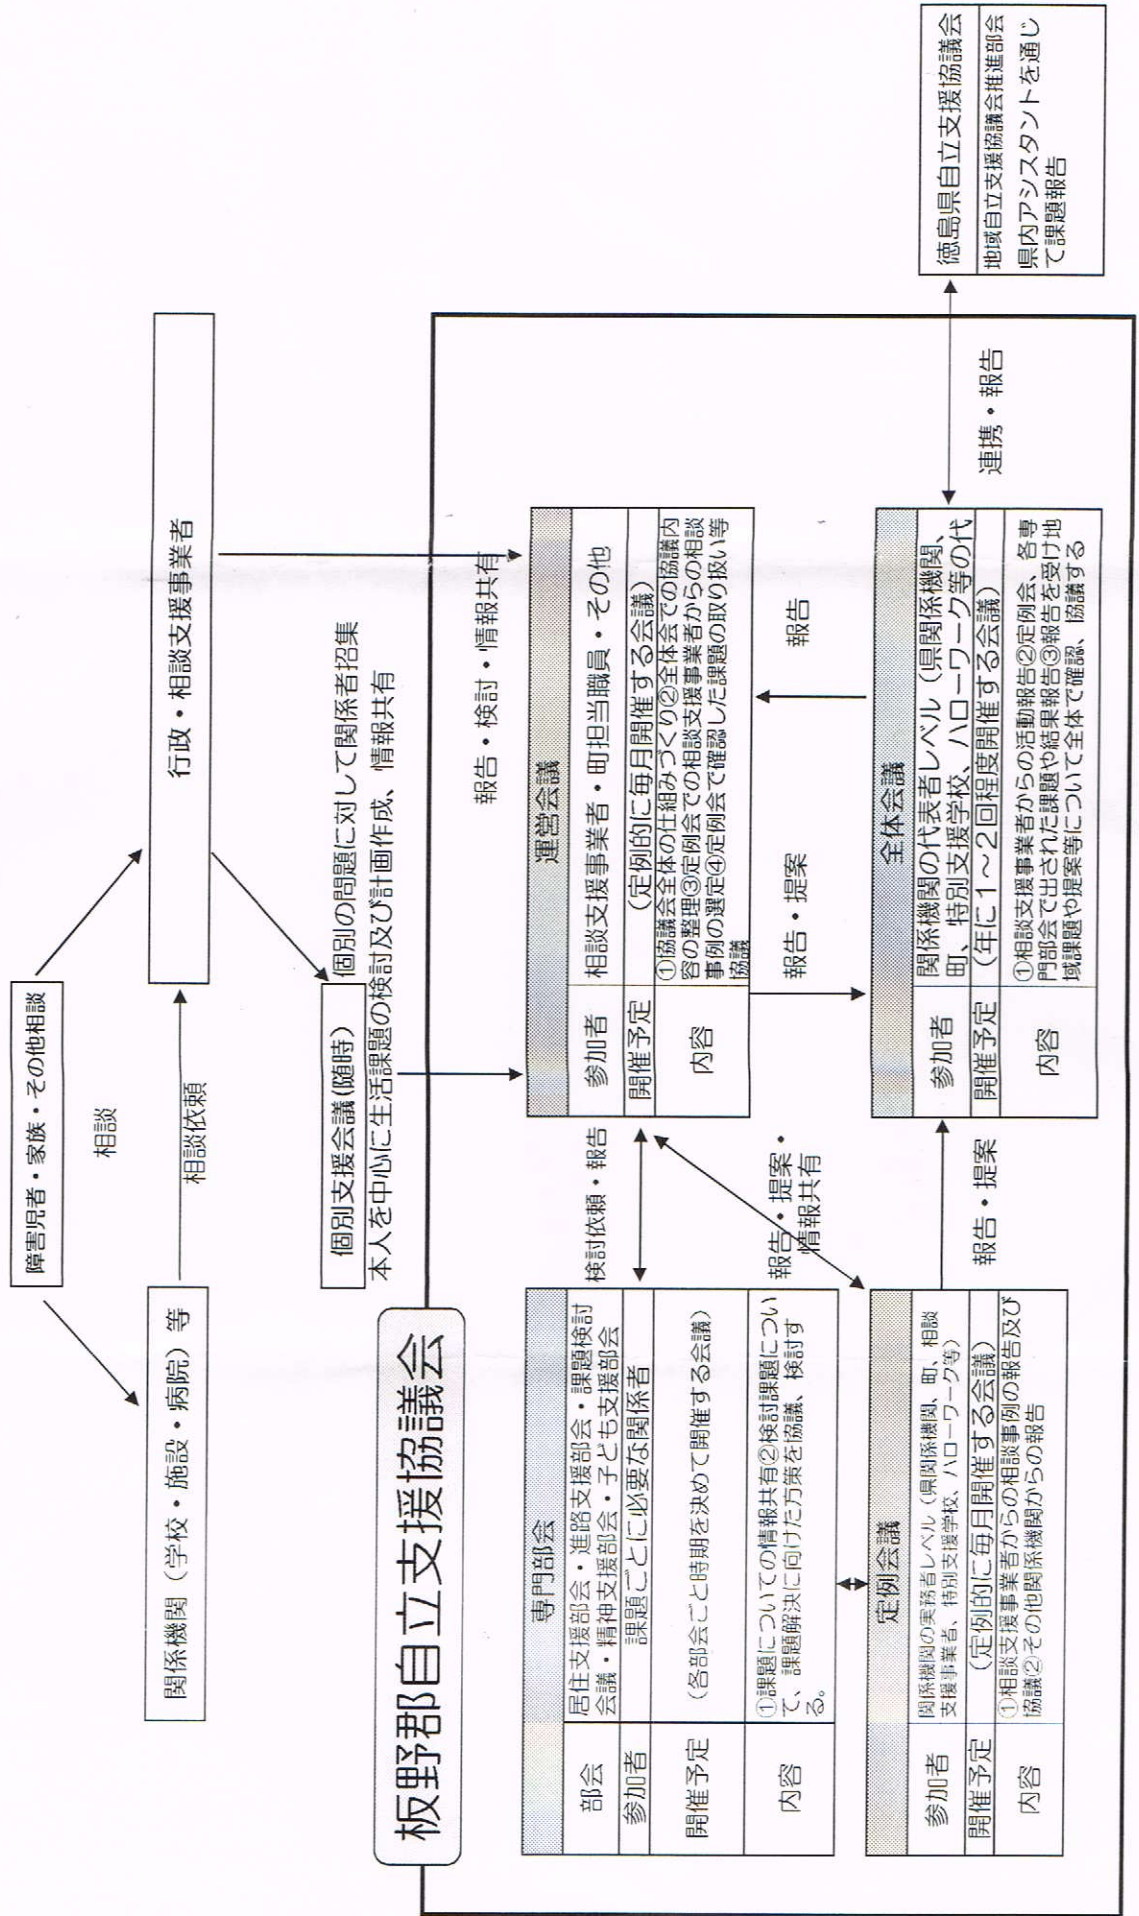 障害児者・家族・その他相談
相談
関係機関（学校・施設・病院）等
相談依頼
行政・相談支援事業者
個別支援会議(随時)
個別の問題に対して関係者招集
本人を中心に生活課題の検討及び計画作成、情報共有
報告・検討・情報共有
板野郡自立支援協議会
専門部会
部会
居住支援部会・進路支援部会・課題検討
会議・精神支援部会・子ども支援部会
参加者
課題ごとに必要な関係者
開催予定
（各部会ごと時期を決めて開催する会議）
内容
①課題についての情報共有②検討課題につい
て、課題解決に向けた方策を協議、検討す
る。
検討依頼・報告
報告・提案・
情報共有
運営会議
参加者
相談支援事業者・町担当職員・その他
開催予定
（定例的に毎月開催する会議）
内容
①協議会全体の仕組みづくり②全体会での協議内
容の整理③定例会での相談支援事業者からの相談
事例の選定④定例会で確認した課題の取り扱い等
協議
報告・提案
報告
定例会議
参加者
関係機関の実務者レベル（県関係機関、町、相談
支援事業者、特別支援学校、ハローワーク等）
開催予定
（定例的に毎月開催する会議）
内容
①相談支援事業者からの相談事例の報告及び
協議②その他関係機関からの報告
報告・提案
全体会議
参加者
関係機関の代表者レベル（県関係機関、
町、特別支援学校、ハローワーク等の代
開催予定
（年に１～２回程度開催する会議）
内容
①相談支援事業者からの活動報告②定例会、各専
門部会で出された課題や結果報告③報告を受け地
域課題や提案等について全体で確認、協議する
連携・報告
徳島県自立支援協議会
地域自立支援協議会推進部会
県内アシスタントを通じ
て課題報告